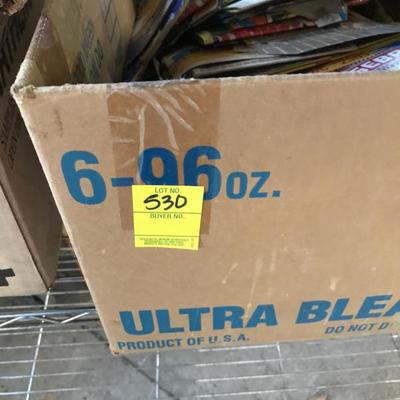 6-96 OZ.
LOT NO.
530
BUYER NO.
ULTRA BLEA
DO NOT D
PRODUCT OF U.S.A.